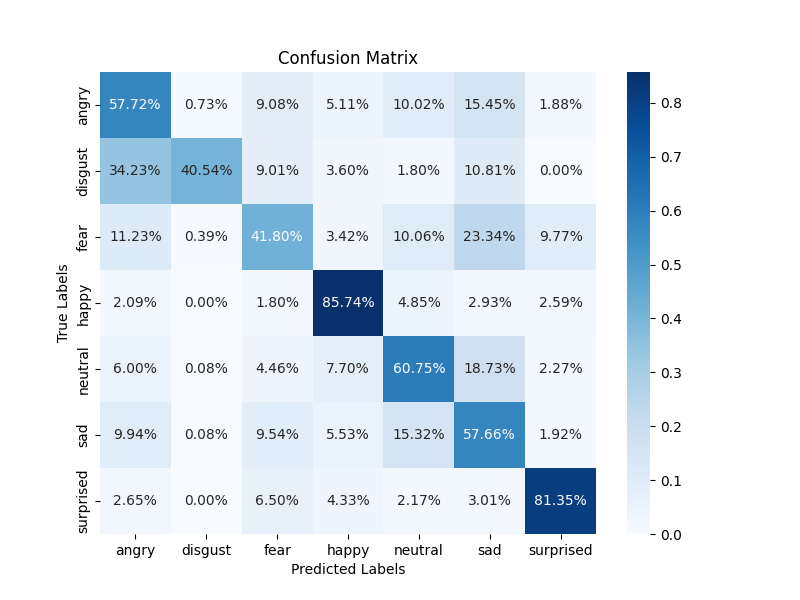 Confusion Matrix
True Labels
angry 57.72% 0.73% 9.08% 5.11% 10.02% 15.45% 1.88%
disgust 34.23% 40.54% 9.01% 3.60% 1.80% 10.81% 0.00%
fear 11.23% 0.39% 41.80% 3.42% 10.06% 23.34% 9.77%
happy 2.09% 0.00% 1.80% 85.74% 4.85% 2.93% 2.59%
neutral 6.00% 0.08% 4.46% 7.70% 60.75% 18.73% 2.27%
sad 9.94% 0.08% 9.54% 5.53% 15.32% 57.66% 1.92%
surprised 2.65% 0.00% 6.50% 4.33% 2.17% 3.01% 81.35%
angry disgust fear happy neutral sad surprised
Predicted Labels
0.8
0.7
0.6
0.5
0.4
0.3
0.2
0.1
0.0